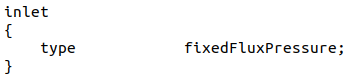 inlet
{
    type            fixedFluxPressure;
}